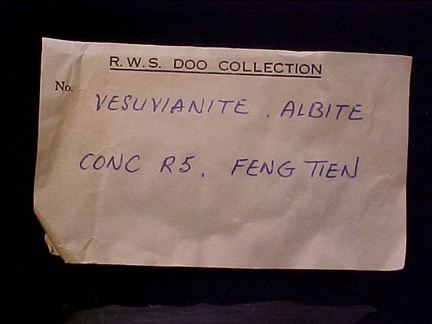 R.W.S. DOO COLLECTION
No.
VESUVIANITE . ALBITE
CONC R5. FENG TIEN